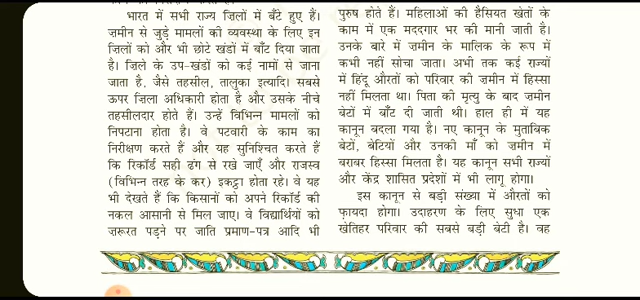 भारत में सभी राज्य ज़िलों में बँटे हुए हैं।
ज़मीन से जुड़े मामलों की व्यवस्था के लिए इन
ज़िलों को और भी छोटे खंडों में बाँट दिया जाता
है। ज़िले के उप-खंडों को कई नामों से जाना
जाता है, जैसे तहसील, तालुका इत्यादि। सबसे
ऊपर जिला अधिकारी होता है और उसके नीचे
तहसीलदार होते हैं। उन्हें विभिन्न मामलों को
निपटाना होता है। वे पटवारी के काम का
निरीक्षण करते हैं और यह सुनिश्चित करते हैं
कि रिकॉर्ड सही ढंग से रखे जाएँ और राजस्व
(विभिन्न तरह के कर) इकट्ठा होता रहे। वे यह
भी देखते हैं कि किसानों को अपने रिकॉर्ड की
नकल आसानी से मिल जाए। वे विद्यार्थियों को
ज़रूरत पड़ने पर जाति प्रमाण-पत्र आदि भी
पुरुष होते हैं। महिलाओं की हैसियत खेतों के
काम में एक मददगार भर की मानी जाती है।
उनके बारे में ज़मीन के मालिक के रूप में
कभी नहीं सोचा जाता। अभी तक कई राज्यों
में हिंदू औरतों को परिवार की ज़मीन में हिस्सा
नहीं मिलता था। पिता की मृत्यु के बाद ज़मीन
बेटों में बाँट दी जाती थी। हाल ही में यह
कानून बदला गया है। नए कानून के मुताबिक
बेटों, बेटियों और उनकी माँ को ज़मीन में
बराबर हिस्सा मिलता है। यह कानून सभी राज्यों
और केंद्र शासित प्रदेशों में भी लागू होगा।
इस कानून से बड़ी संख्या में औरतों को
फ़ायदा होगा। उदाहरण के लिए सुधा एक
खेतिहर परिवार की सबसे बड़ी बेटी है। वह